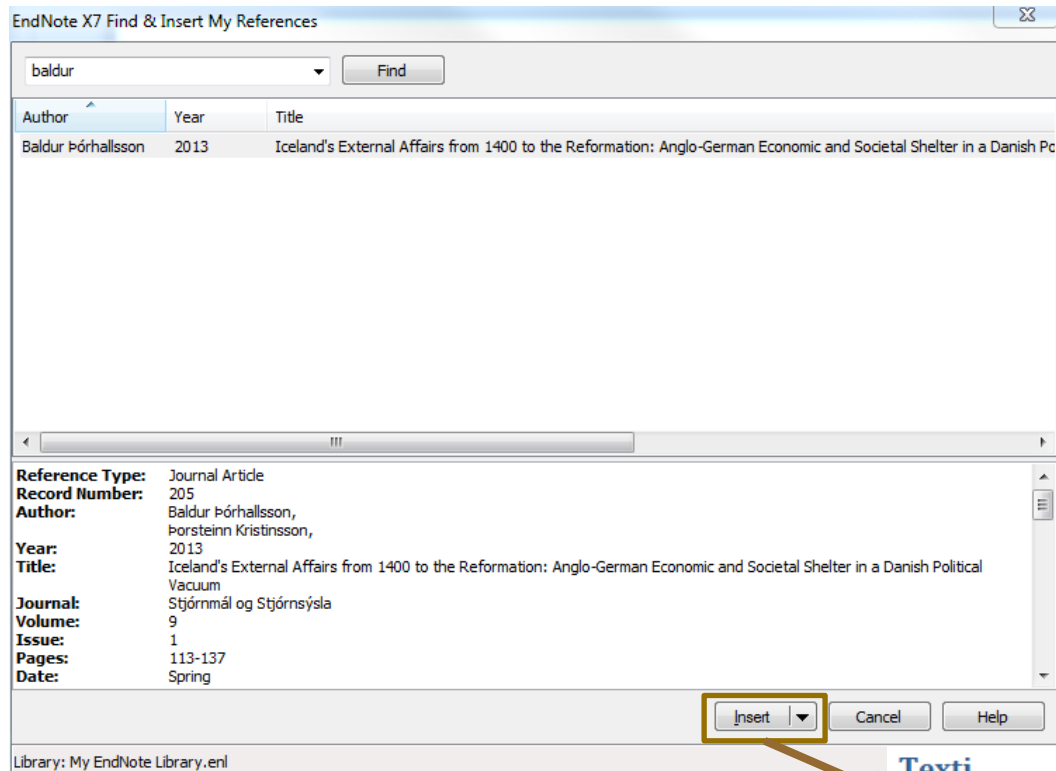 EndNote X7 Find & Insert My References
baldur Find
Author Year Title
Baldur Þórhallsson 2013 Iceland's External Affairs from 1400 to the Reformation: Anglo-German Economic and Societal Shelter in a Danish Po
Reference Type: Journal Article
Record Number: 205
Author: Baldur Þórhallsson,
Þorsteinn Kristinsson,
Year: 2013
Title: Iceland's External Affairs from 1400 to the Reformation: Anglo-German Economic and Societal Shelter in a Danish Political
Vacuum
Journal: Stjórnmál og Stjórnsýsla
Volume: 9
Issue: 1
Pages: 113-137
Date: Spring
Insert Cancel Help
Library: My EndNote Library.enl
Texti